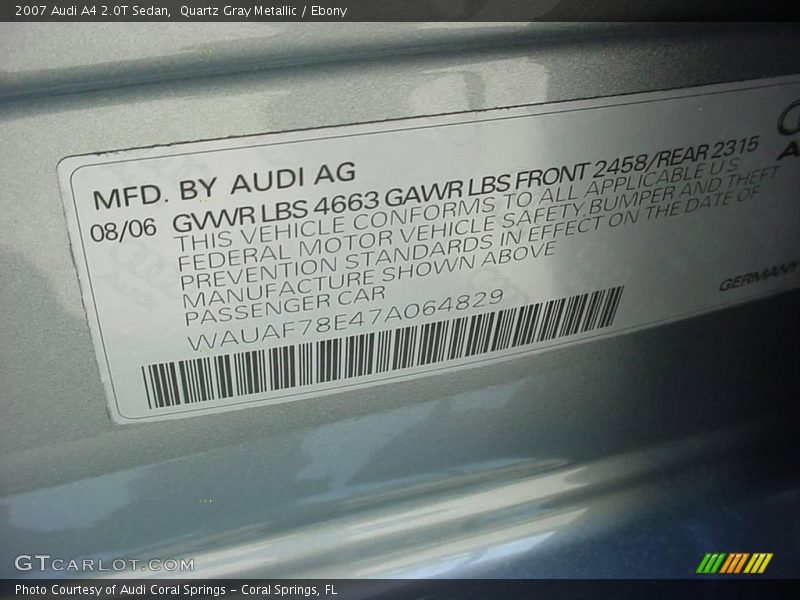 2007 Audi A4 2.0T Sedan, Quartz Gray Metallic / Ebony
MFD. BY AUDI AG
08/06 GVWR LBS 4663 GAWR LBS FRONT 2458/REAR 2315
THIS VEHICLE CONFORMS TO ALL APPLICABLE U S
FEDERAL MOTOR VEHICLE SAFETY, BUMPER AND THEFT
PREVENTION STANDARDS IN EFFECT ON THE DATE OF
MANUFACTURE SHOWN ABOVE
PASSENGER CAR
GERMANY
WAUAF78E47A064829
GTCARLOT.COM
Photo Courtesy of Audi Coral Springs - Coral Springs, FL